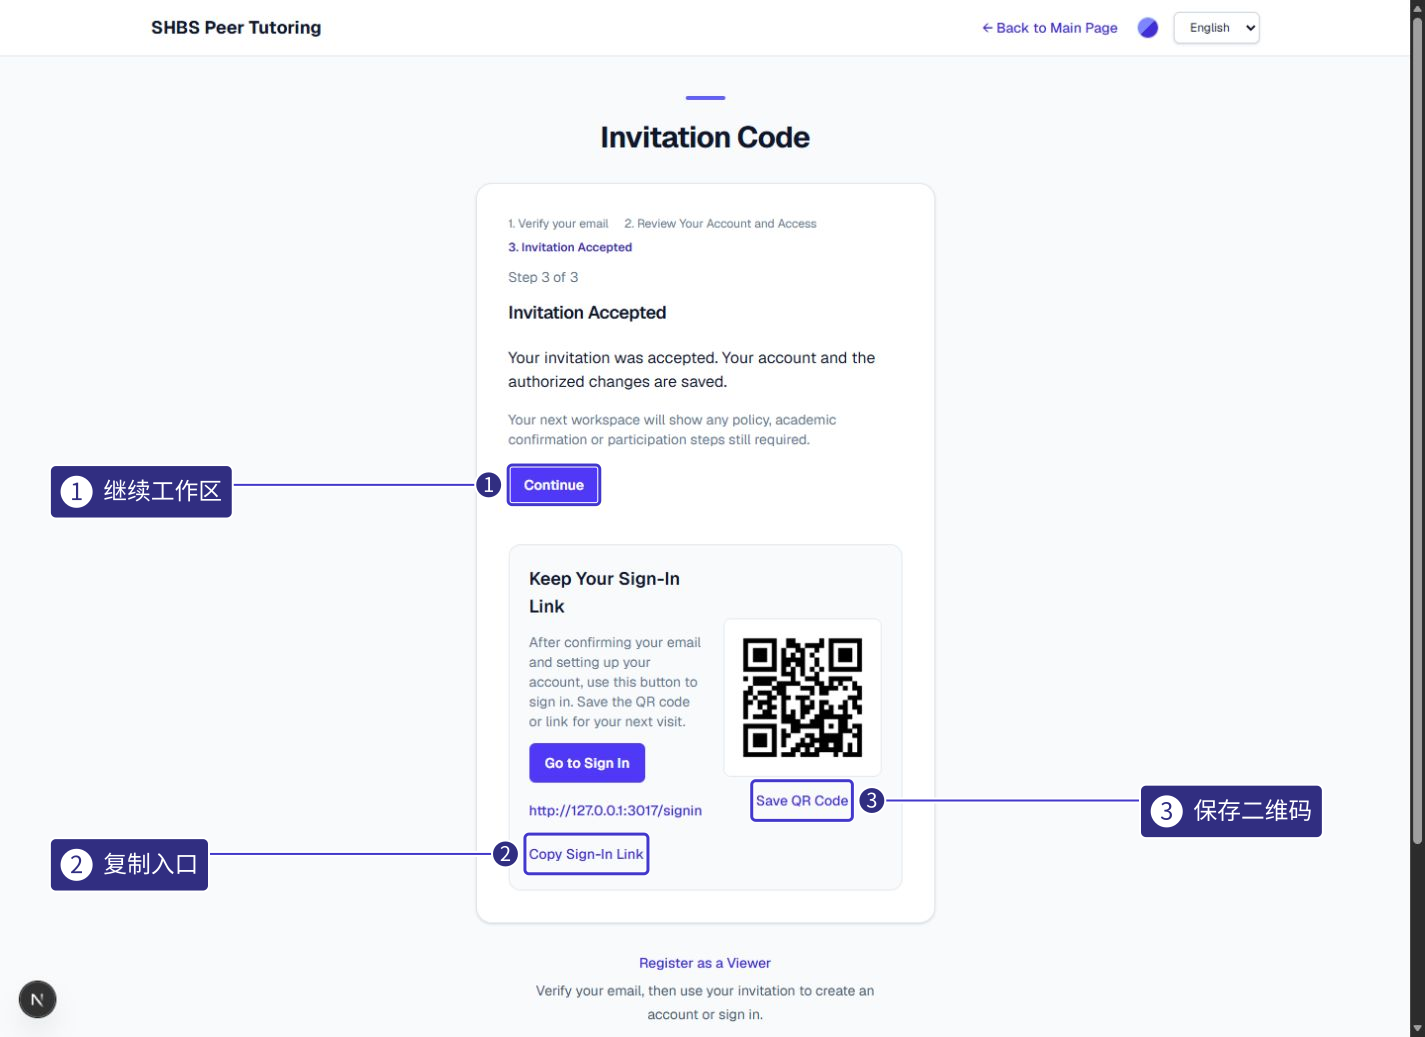 SHBS Peer Tutoring
← Back to Main Page
English
Invitation Code
1. Verify your email 2. Review Your Account and Access
3. Invitation Accepted
Step 3 of 3
Invitation Accepted
Your invitation was accepted. Your account and the
authorized changes are saved.
Your next workspace will show any policy, academic
confirmation or participation steps still required.
1 继续工作区
1
Continue
Keep Your Sign-In
Link
After confirming your email
and setting up your
account, use this button to
sign in. Save the QR code
or link for your next visit.
Go to Sign In
http://127.0.0.1:3017/signin
Save QR Code
3
3 保存二维码
2 复制入口
2
Copy Sign-In Link
Register as a Viewer
Verify your email, then use your invitation to create an
account or sign in.
N